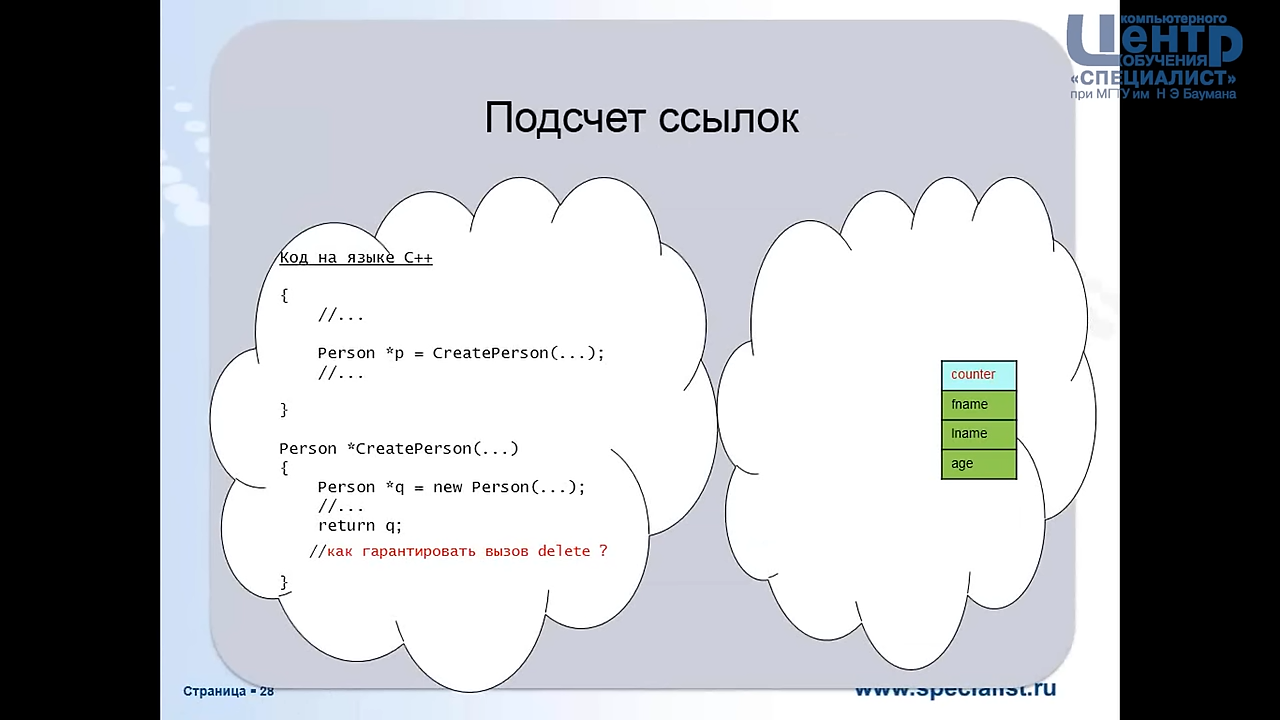 компьютерного
Центр
ОБУЧЕНИЯ
«СПЕЦИАЛИСТ»
при МГТУ им Н Э Баумана
Подсчет ссылок
Код на языке C++
{
//...
Person *p = CreatePerson(...);
//...
}
Person *CreatePerson(...)
{
Person *q = new Person(...);
//...
return q;
//как гарантировать вызов delete ?
}
counter
fname
lname
age
Страница ▪ 28
www.specialist.ru